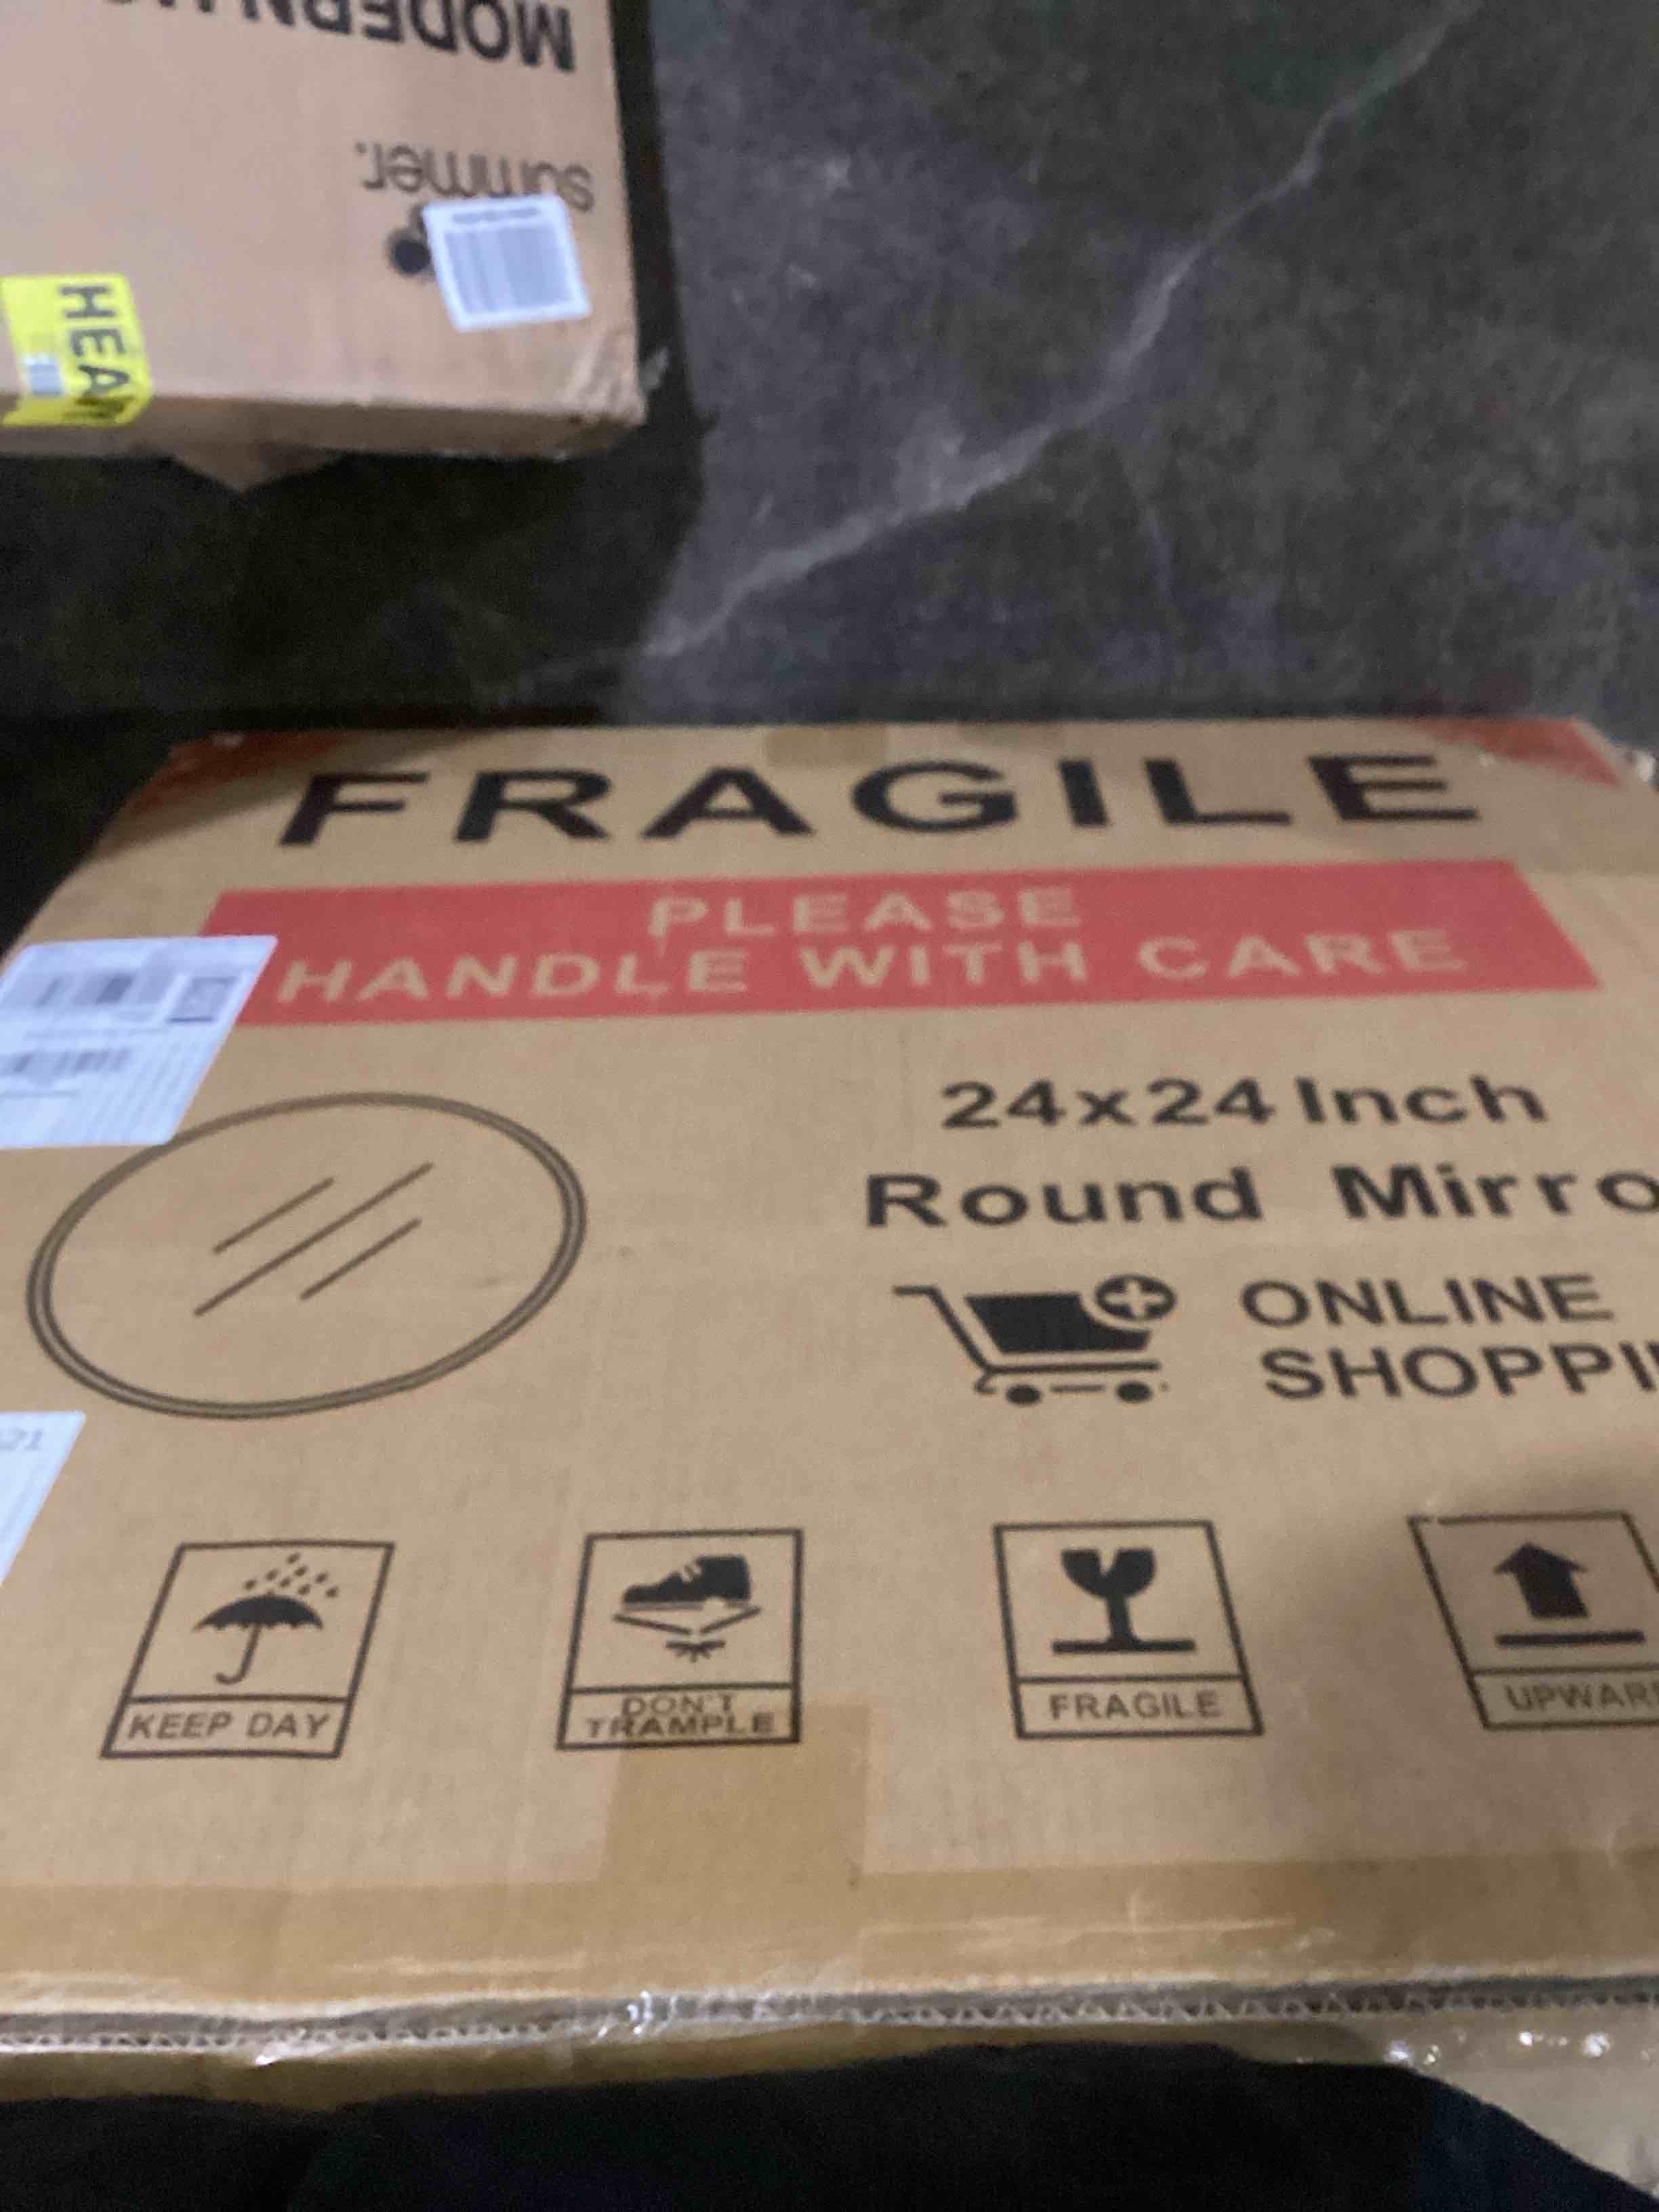 MODERN
summer.
HEA
FRAGILE
PLEASE
HANDLE WITH CARE
24x24 Inch
Round Mirro
ONLINE
SHOPPI
21
KEEP DAY
DON'T
TRAMPLE
FRAGILE
UPWAR